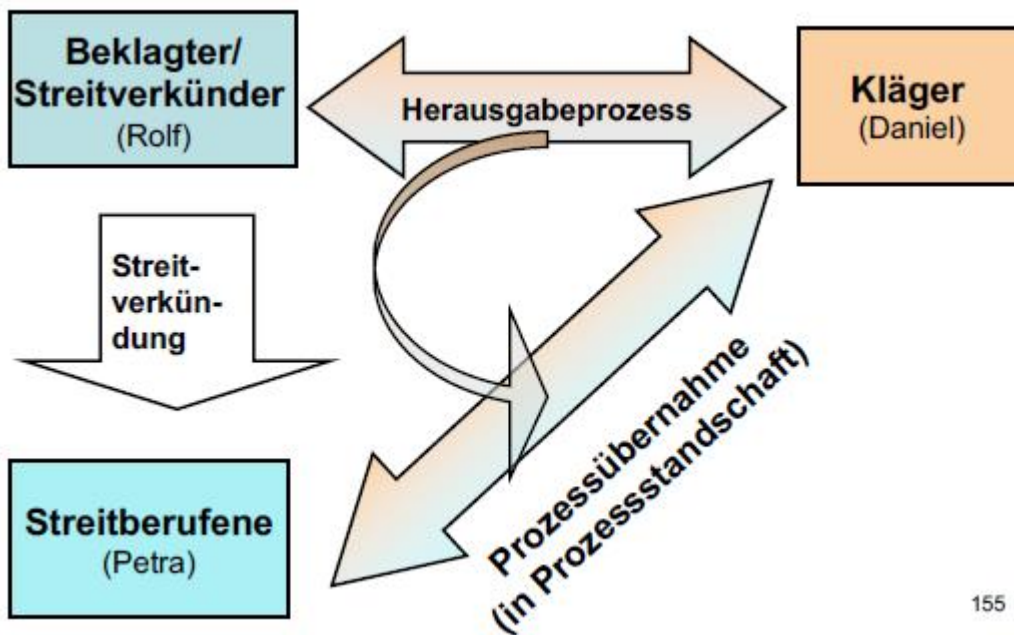 Beklagter/
Streitverkünder
(Rolf)
Herausgabeprozess
Kläger
(Daniel)
Streit-
verkün-
dung
Prozessübernahme
(in Prozessstandschaft)
Streitberufene
(Petra)
155